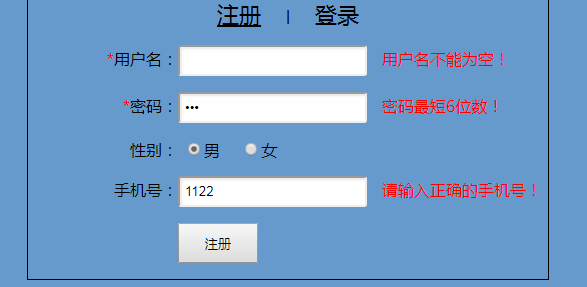 注册 | 登录
*用户名： 用户名不能为空！
*密码： ••• 密码最短6位数！
性别： 男 女
手机号： 1122 请输入正确的手机号！
注册